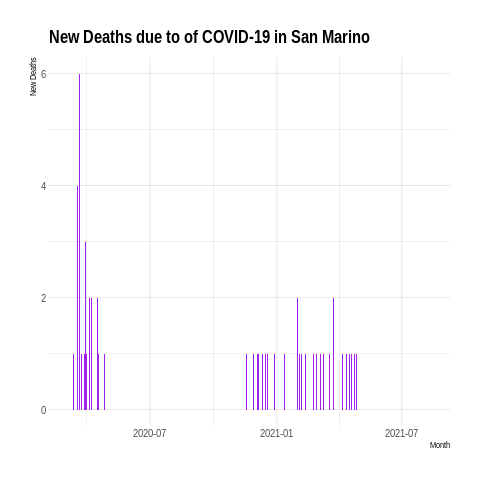 New Deaths due to of COVID-19 in San Marino
New Deaths
6
4
2
0
2020-07
2021-01
2021-07
Month